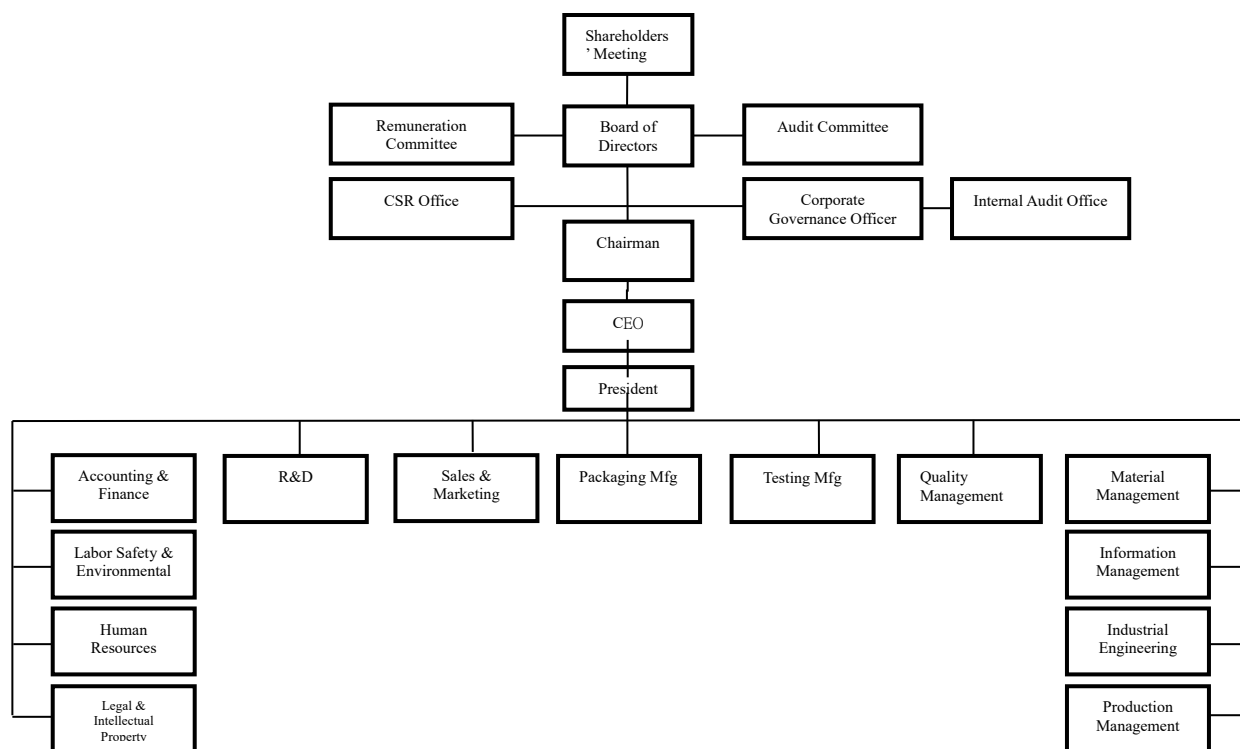 Shareholders
’ Meeting
Remuneration
Committee
Board of
Directors
Audit Committee
CSR Office
Corporate
Governance Officer
Internal Audit Office
Chairman
CEO
President
Accounting &
Finance
R&D
Sales &
Marketing
Packaging Mfg
Testing Mfg
Quality
Management
Material
Management
Labor Safety &
Environmental
Information
Management
Human
Resources
Industrial
Engineering
Legal &
Intellectual
Property
Production
Management